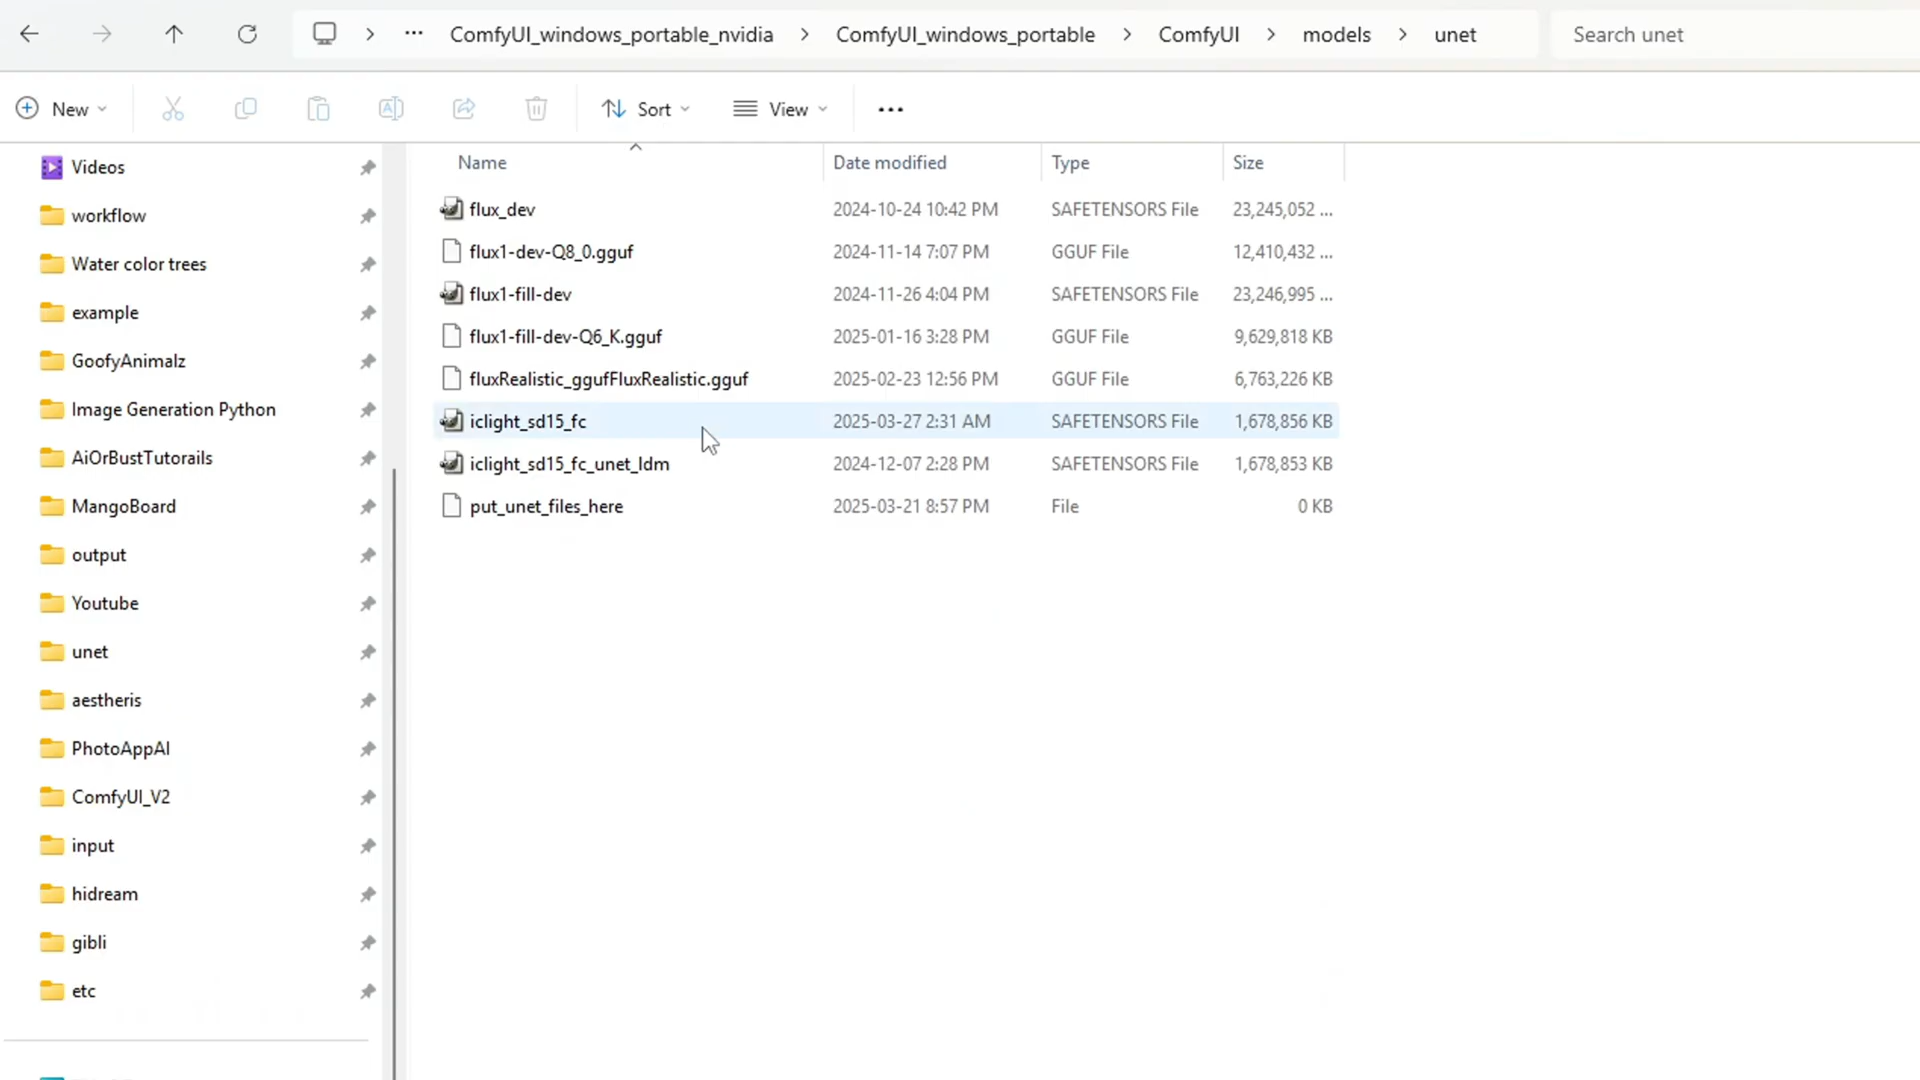 ··· ComfyUI_windows_portable_nvidia > ComfyUI_windows_portable > ComfyUI > models > unet Search unet
New Sort View ···
Name Date modified Type Size
Videos
workflow
Water color trees
example
GoofyAnimalz
Image Generation Python
AiOrBustTutorails
MangoBoard
output
Youtube
unet
aestheris
PhotoAppAI
ComfyUI_V2
input
hidream
gibli
etc
flux_dev 2024-10-24 10:42 PM SAFETENSORS File 23,245,052 ...
flux1-dev-Q8_0.gguf 2024-11-14 7:07 PM GGUF File 12,410,432 ...
flux1-fill-dev 2024-11-26 4:04 PM SAFETENSORS File 23,246,995 ...
flux1-fill-dev-Q6_K.gguf 2025-01-16 3:28 PM GGUF File 9,629,818 KB
fluxRealistic_ggufFluxRealistic.gguf 2025-02-23 12:56 PM GGUF File 6,763,226 KB
iclight_sd15_fc 2025-03-27 2:31 AM SAFETENSORS File 1,678,856 KB
iclight_sd15_fc_unet_ldm 2024-12-07 2:28 PM SAFETENSORS File 1,678,853 KB
put_unet_files_here 2025-03-21 8:57 PM File 0 KB